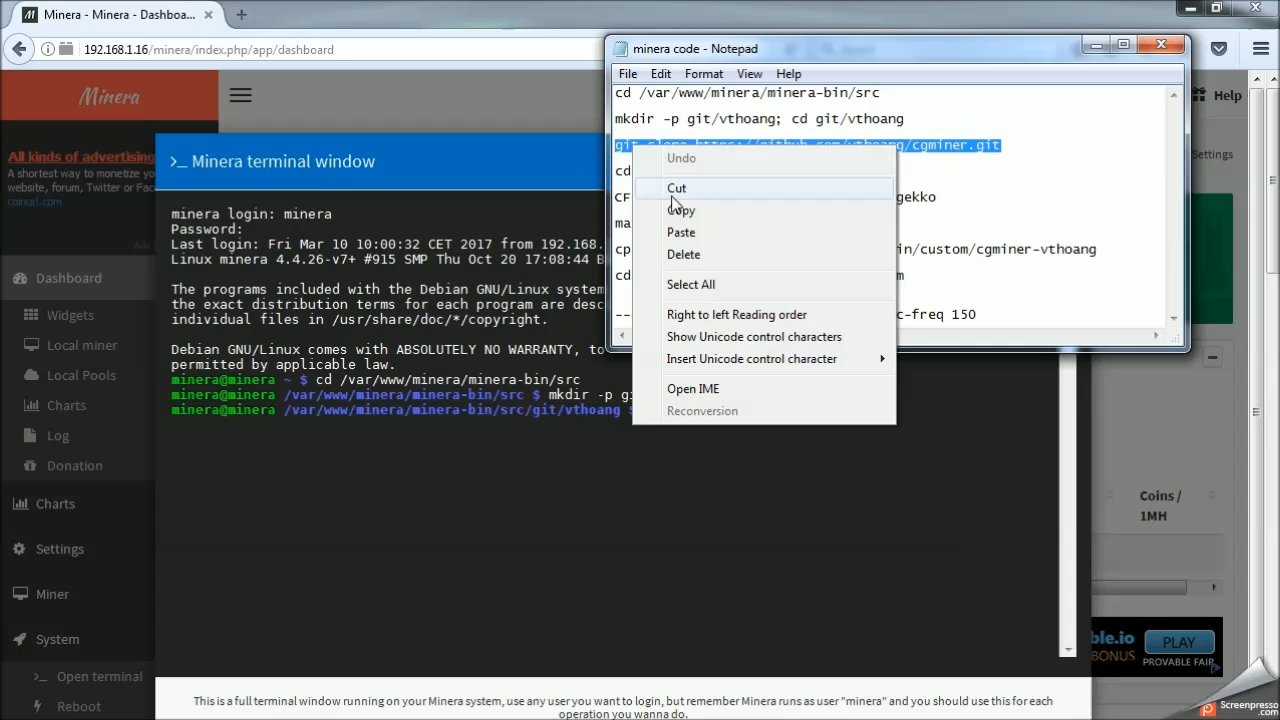 Minera - Minera - Dashboa...
192.168.1.16/minera/index.php/app/dashboard
Minera
Help
All kinds of advertising
A shortest way to monetize yo
website, forum, Twitter or Fac
coinurl.com
Settings
Dashboard
Widgets
Local miner
Local Pools
Charts
Log
Donation
Charts
Settings
Miner
System
Open terminal
Reboot
>_ Minera terminal window
minera login: minera
Password:
Last login: Fri Mar 10 10:00:32 CET 2017 from 192.168.
Linux minera 4.4.26-v7+ #915 SMP Thu Oct 20 17:08:44 B
The programs included with the Debian GNU/Linux system
the exact distribution terms for each program are desc
individual files in /usr/share/doc/*/copyright.
Debian GNU/Linux comes with ABSOLUTELY NO WARRANTY, to
permitted by applicable law.
minera@minera ~ $ cd /var/www/minera/minera-bin/src
minera@minera /var/www/minera/minera-bin/src $ mkdir -p gi
minera@minera /var/www/minera/minera-bin/src/git/vthoang $
This is a full terminal window running on your Minera system, use any user you want to login, but remember Minera runs as user "minera" and you should use this for each
operation you wanna do.
minera code - Notepad
File Edit Format View Help
cd /var/www/minera/minera-bin/src
mkdir -p git/vthoang; cd git/vthoang
git clone https://github.com/vthoang/cgminer.git
cd
CF gekko
ma
cp in/custom/cgminer-vthoang
cd m
-- c-freq 150
Undo
Cut
Copy
Paste
Delete
Select All
Right to left Reading order
Show Unicode control characters
Insert Unicode control character
Open IME
Reconversion
Coins /
1MH
ble.io
BONUS
PLAY
PROVABLE FAIR
Screenpresso
.com